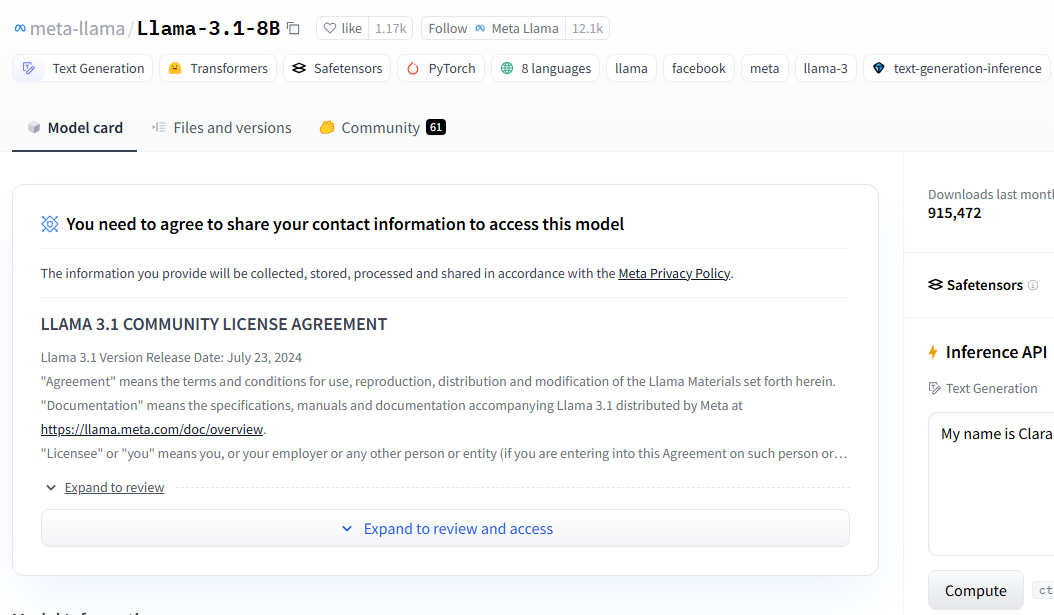 meta-llama/Llama-3.1-8B like 1.17k Follow Meta Llama 12.1k
Text Generation Transformers Safetensors PyTorch 8 languages llama facebook meta llama-3 text-generation-inference
Model card Files and versions Community 61
You need to agree to share your contact information to access this model
The information you provide will be collected, stored, processed and shared in accordance with the Meta Privacy Policy.
LLAMA 3.1 COMMUNITY LICENSE AGREEMENT
Llama 3.1 Version Release Date: July 23, 2024
"Agreement" means the terms and conditions for use, reproduction, distribution and modification of the Llama Materials set forth herein.
"Documentation" means the specifications, manuals and documentation accompanying Llama 3.1 distributed by Meta at
https://llama.meta.com/doc/overview.
"Licensee" or "you" means you, or your employer or any other person or entity (if you are entering into this Agreement on such person or…
Expand to review
Expand to review and access
Downloads last month
915,472
Safetensors
Inference API
Text Generation
My name is Clara
Compute